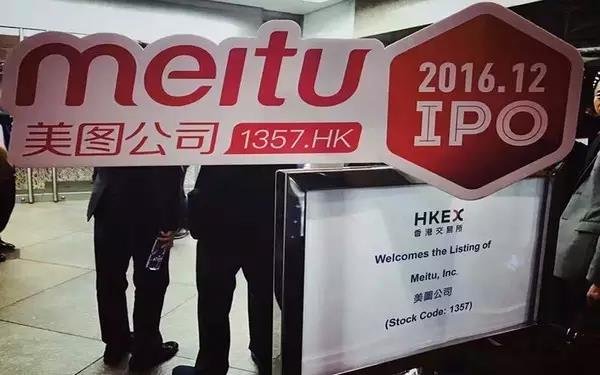 meitu
美图公司 1357.HK
2016.12
IPO
HKEX
香港交易所
Welcomes the Listing of
Meitu, Inc.
美圖公司
(Stock Code: 1357)